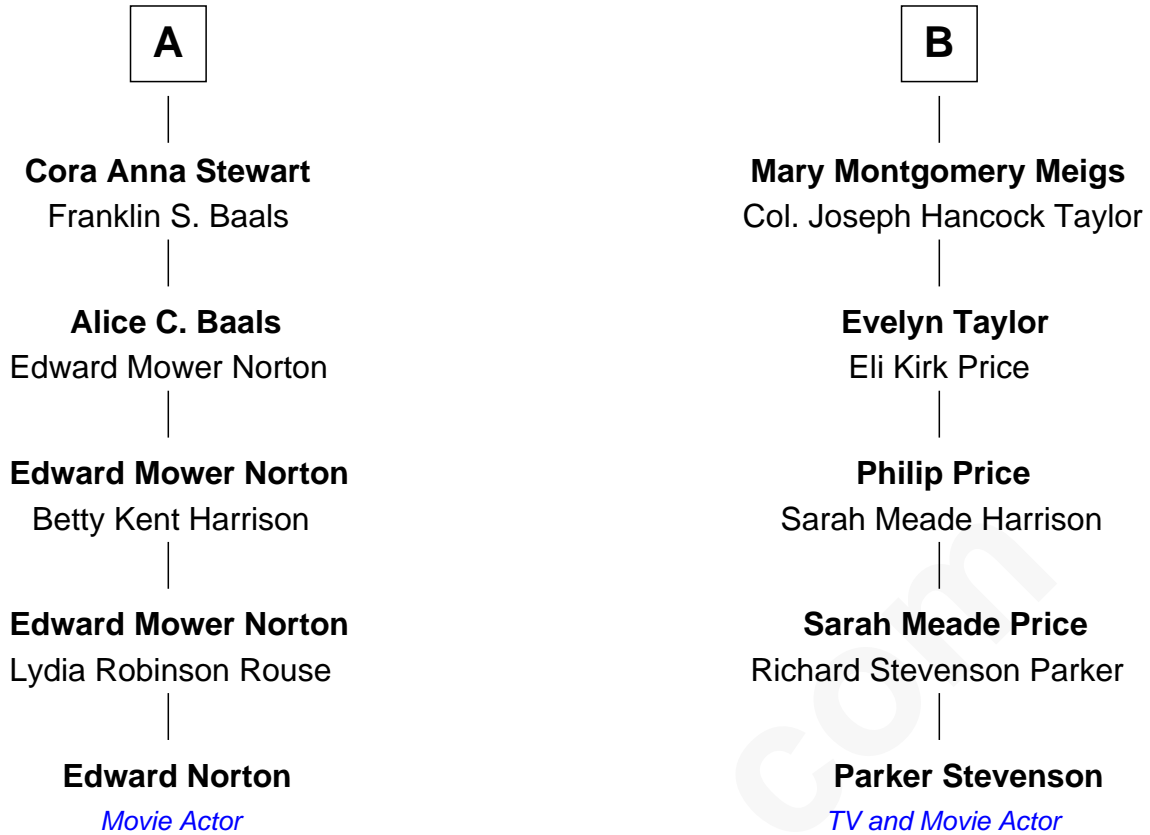 A
Cora Anna Stewart
Franklin S. Baals
Alice C. Baals
Edward Mower Norton
Edward Mower Norton
Betty Kent Harrison
Edward Mower Norton
Lydia Robinson Rouse
Edward Norton
Movie Actor
B
Mary Montgomery Meigs
Col. Joseph Hancock Taylor
Evelyn Taylor
Eli Kirk Price
Philip Price
Sarah Meade Harrison
Sarah Meade Price
Richard Stevenson Parker
Parker Stevenson
TV and Movie Actor
com